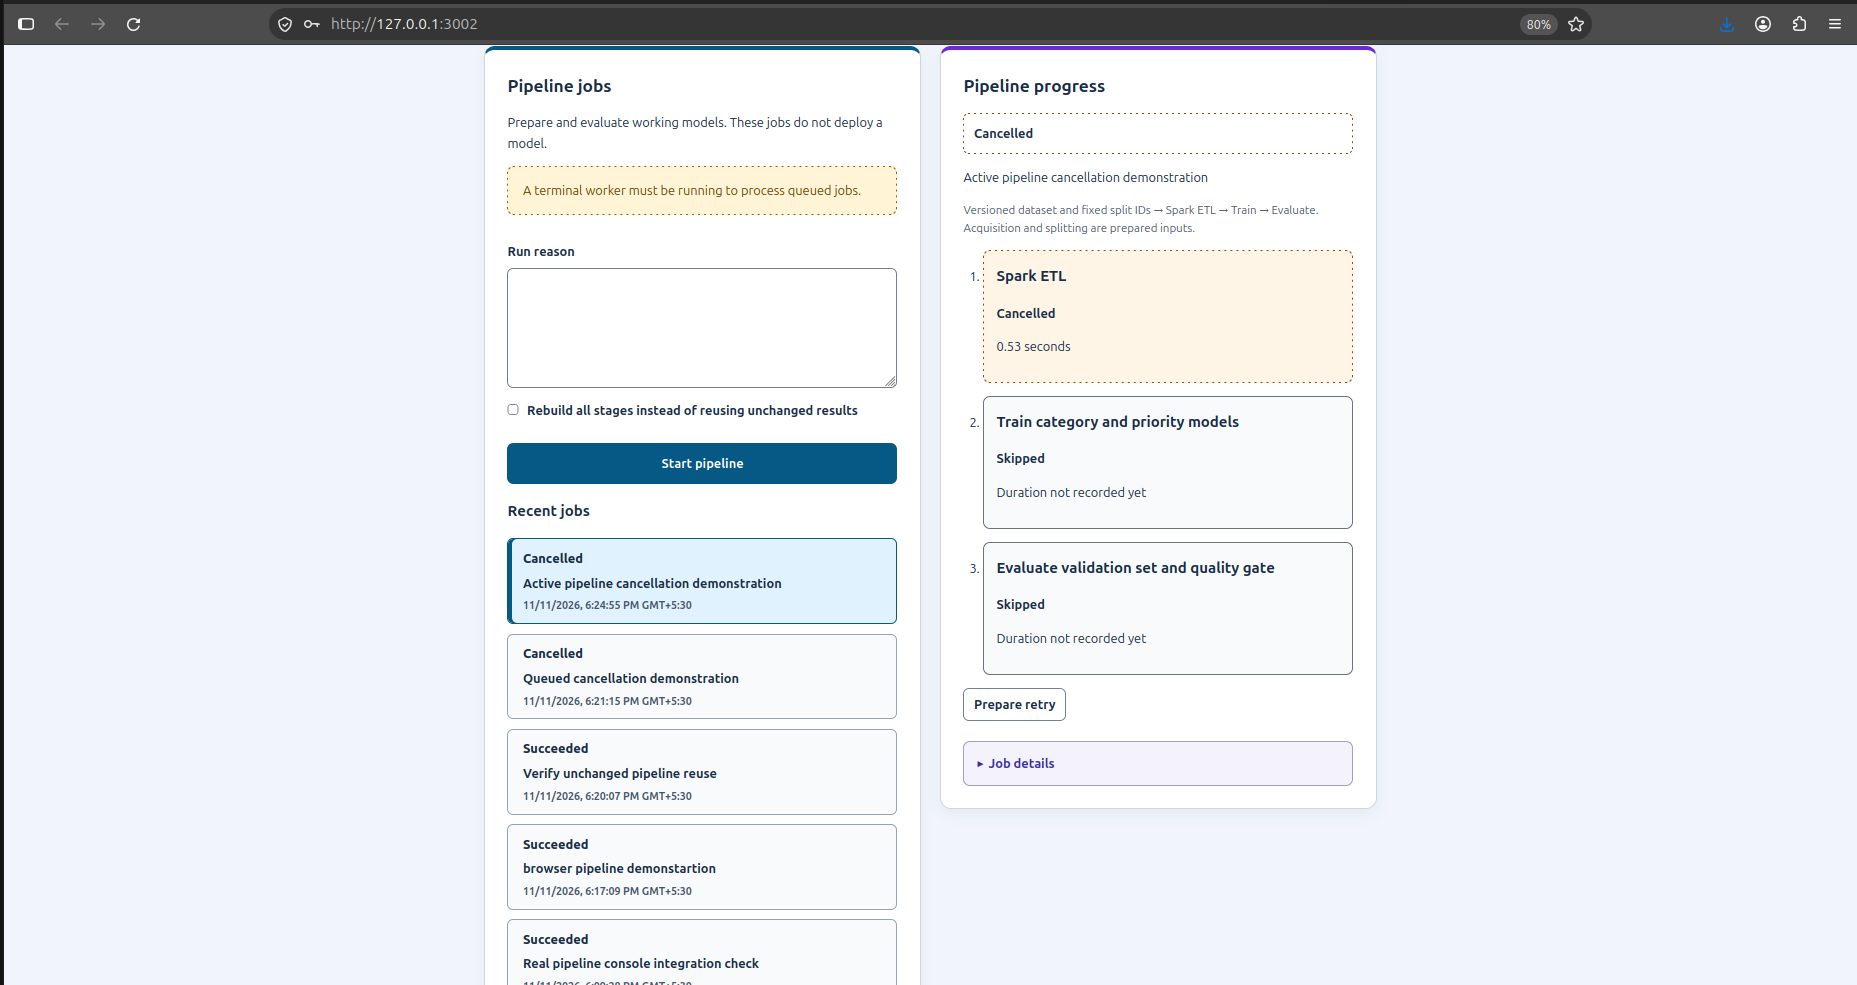 http://127.0.0.1:3002
80%
Pipeline jobs
Prepare and evaluate working models. These jobs do not deploy a
model.
A terminal worker must be running to process queued jobs.
Run reason
Rebuild all stages instead of reusing unchanged results
Start pipeline
Recent jobs
Cancelled
Active pipeline cancellation demonstration
11/11/2026, 6:24:55 PM GMT+5:30
Cancelled
Queued cancellation demonstration
11/11/2026, 6:21:15 PM GMT+5:30
Succeeded
Verify unchanged pipeline reuse
11/11/2026, 6:20:07 PM GMT+5:30
Succeeded
browser pipeline demonstartion
11/11/2026, 6:17:09 PM GMT+5:30
Succeeded
Real pipeline console integration check
Pipeline progress
Cancelled
Active pipeline cancellation demonstration
Versioned dataset and fixed split IDs → Spark ETL → Train → Evaluate.
Acquisition and splitting are prepared inputs.
1. Spark ETL
Cancelled
0.53 seconds
2. Train category and priority models
Skipped
Duration not recorded yet
3. Evaluate validation set and quality gate
Skipped
Duration not recorded yet
Prepare retry
▸ Job details